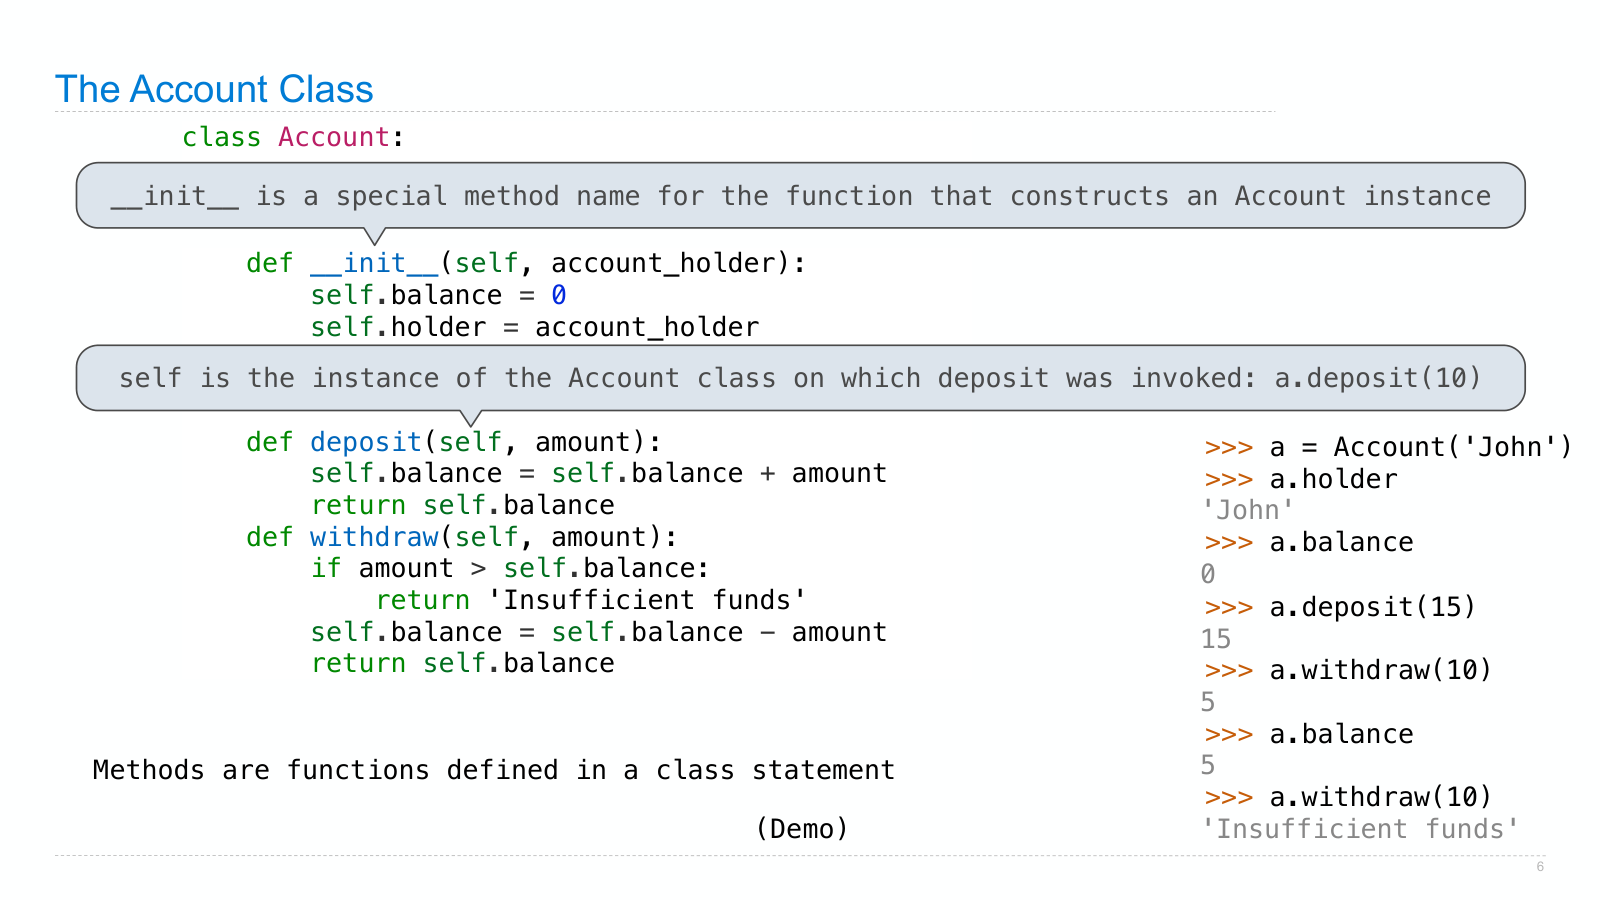 The Account Class
class Account:
__init__ is a special method name for the function that constructs an Account instance
    def __init__(self, account_holder):
        self.balance = 0
        self.holder = account_holder
self is the instance of the Account class on which deposit was invoked: a.deposit(10)
    def deposit(self, amount):
        self.balance = self.balance + amount
        return self.balance
    def withdraw(self, amount):
        if amount > self.balance:
            return 'Insufficient funds'
        self.balance = self.balance − amount
        return self.balance
>>> a = Account('John')
>>> a.holder
'John'
>>> a.balance
0
>>> a.deposit(15)
15
>>> a.withdraw(10)
5
>>> a.balance
5
>>> a.withdraw(10)
'Insufficient funds'
Methods are functions defined in a class statement
(Demo)
6